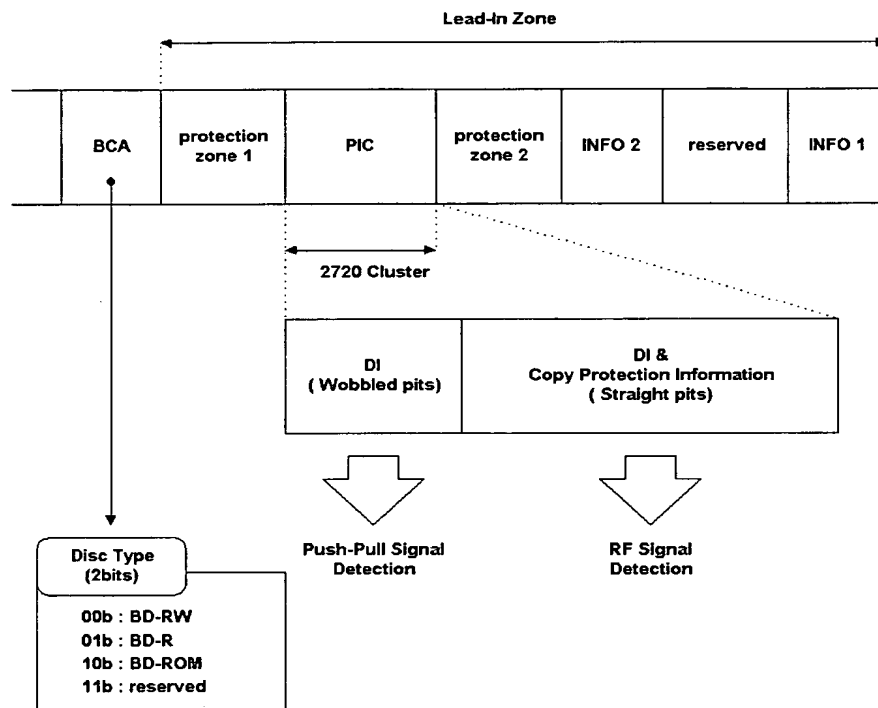 Lead-In Zone
BCA
protection
zone 1
PIC
protection
zone 2
INFO 2
reserved
INFO 1
2720 Cluster
DI
( Wobbled pits)
DI &
Copy Protection Information
( Straight pits)
Push-Pull Signal
Detection
RF Signal
Detection
Disc Type
(2bits)
00b : BD-RW
01b : BD-R
10b : BD-ROM
11b : reserved